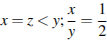 x = z < y; x/y = 1/2